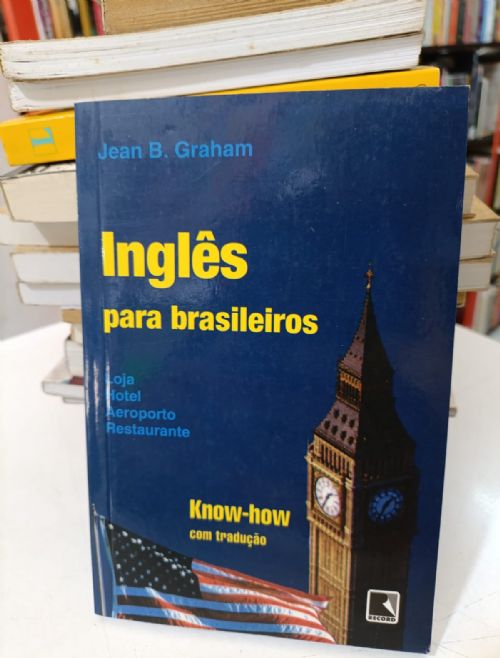 Jean B. Graham
Inglês
para brasileiros
Loja
Hotel
Aeroporto
Restaurante
Know-how
com tradução
RECORD